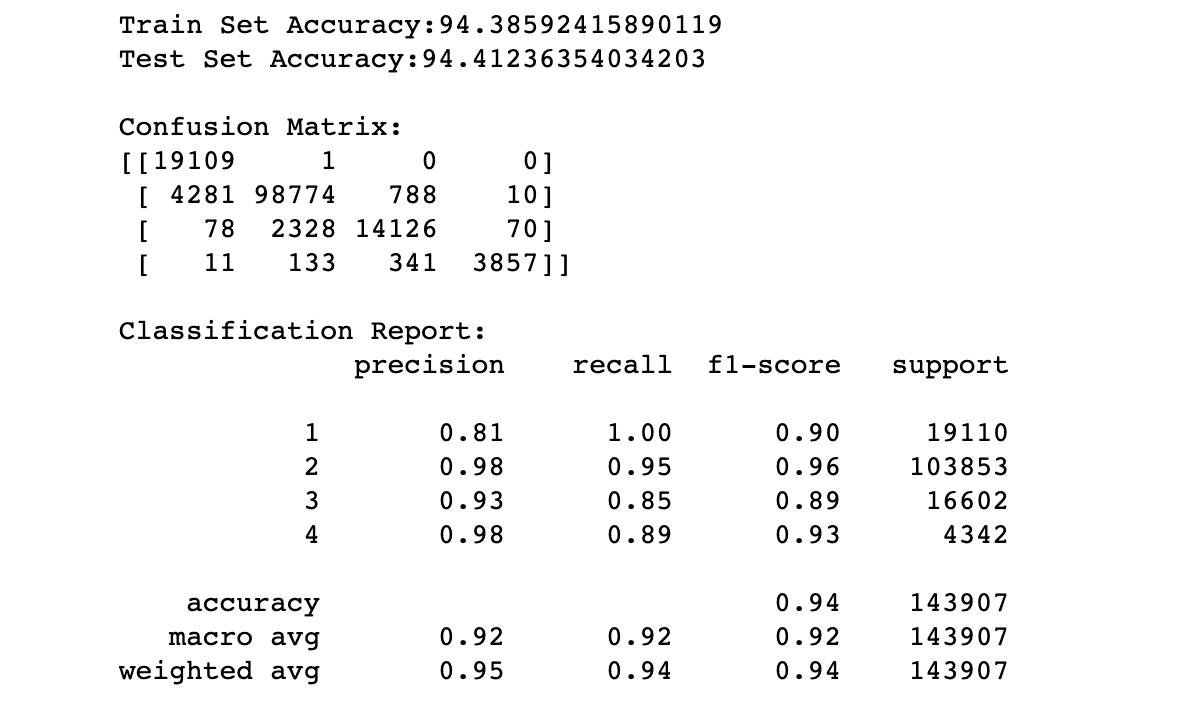 Train Set Accuracy:94.38592415890119
Test Set Accuracy:94.41236354034203
Confusion Matrix:
[[19109 1 0 0]
[ 4281 98774 788 10]
[ 78 2328 14126 70]
[ 11 133 341 3857]]
Classification Report:
precision recall f1-score support
1 0.81 1.00 0.90 19110
2 0.98 0.95 0.96 103853
3 0.93 0.85 0.89 16602
4 0.98 0.89 0.93 4342
accuracy 0.94 143907
macro avg 0.92 0.92 0.92 143907
weighted avg 0.95 0.94 0.94 143907